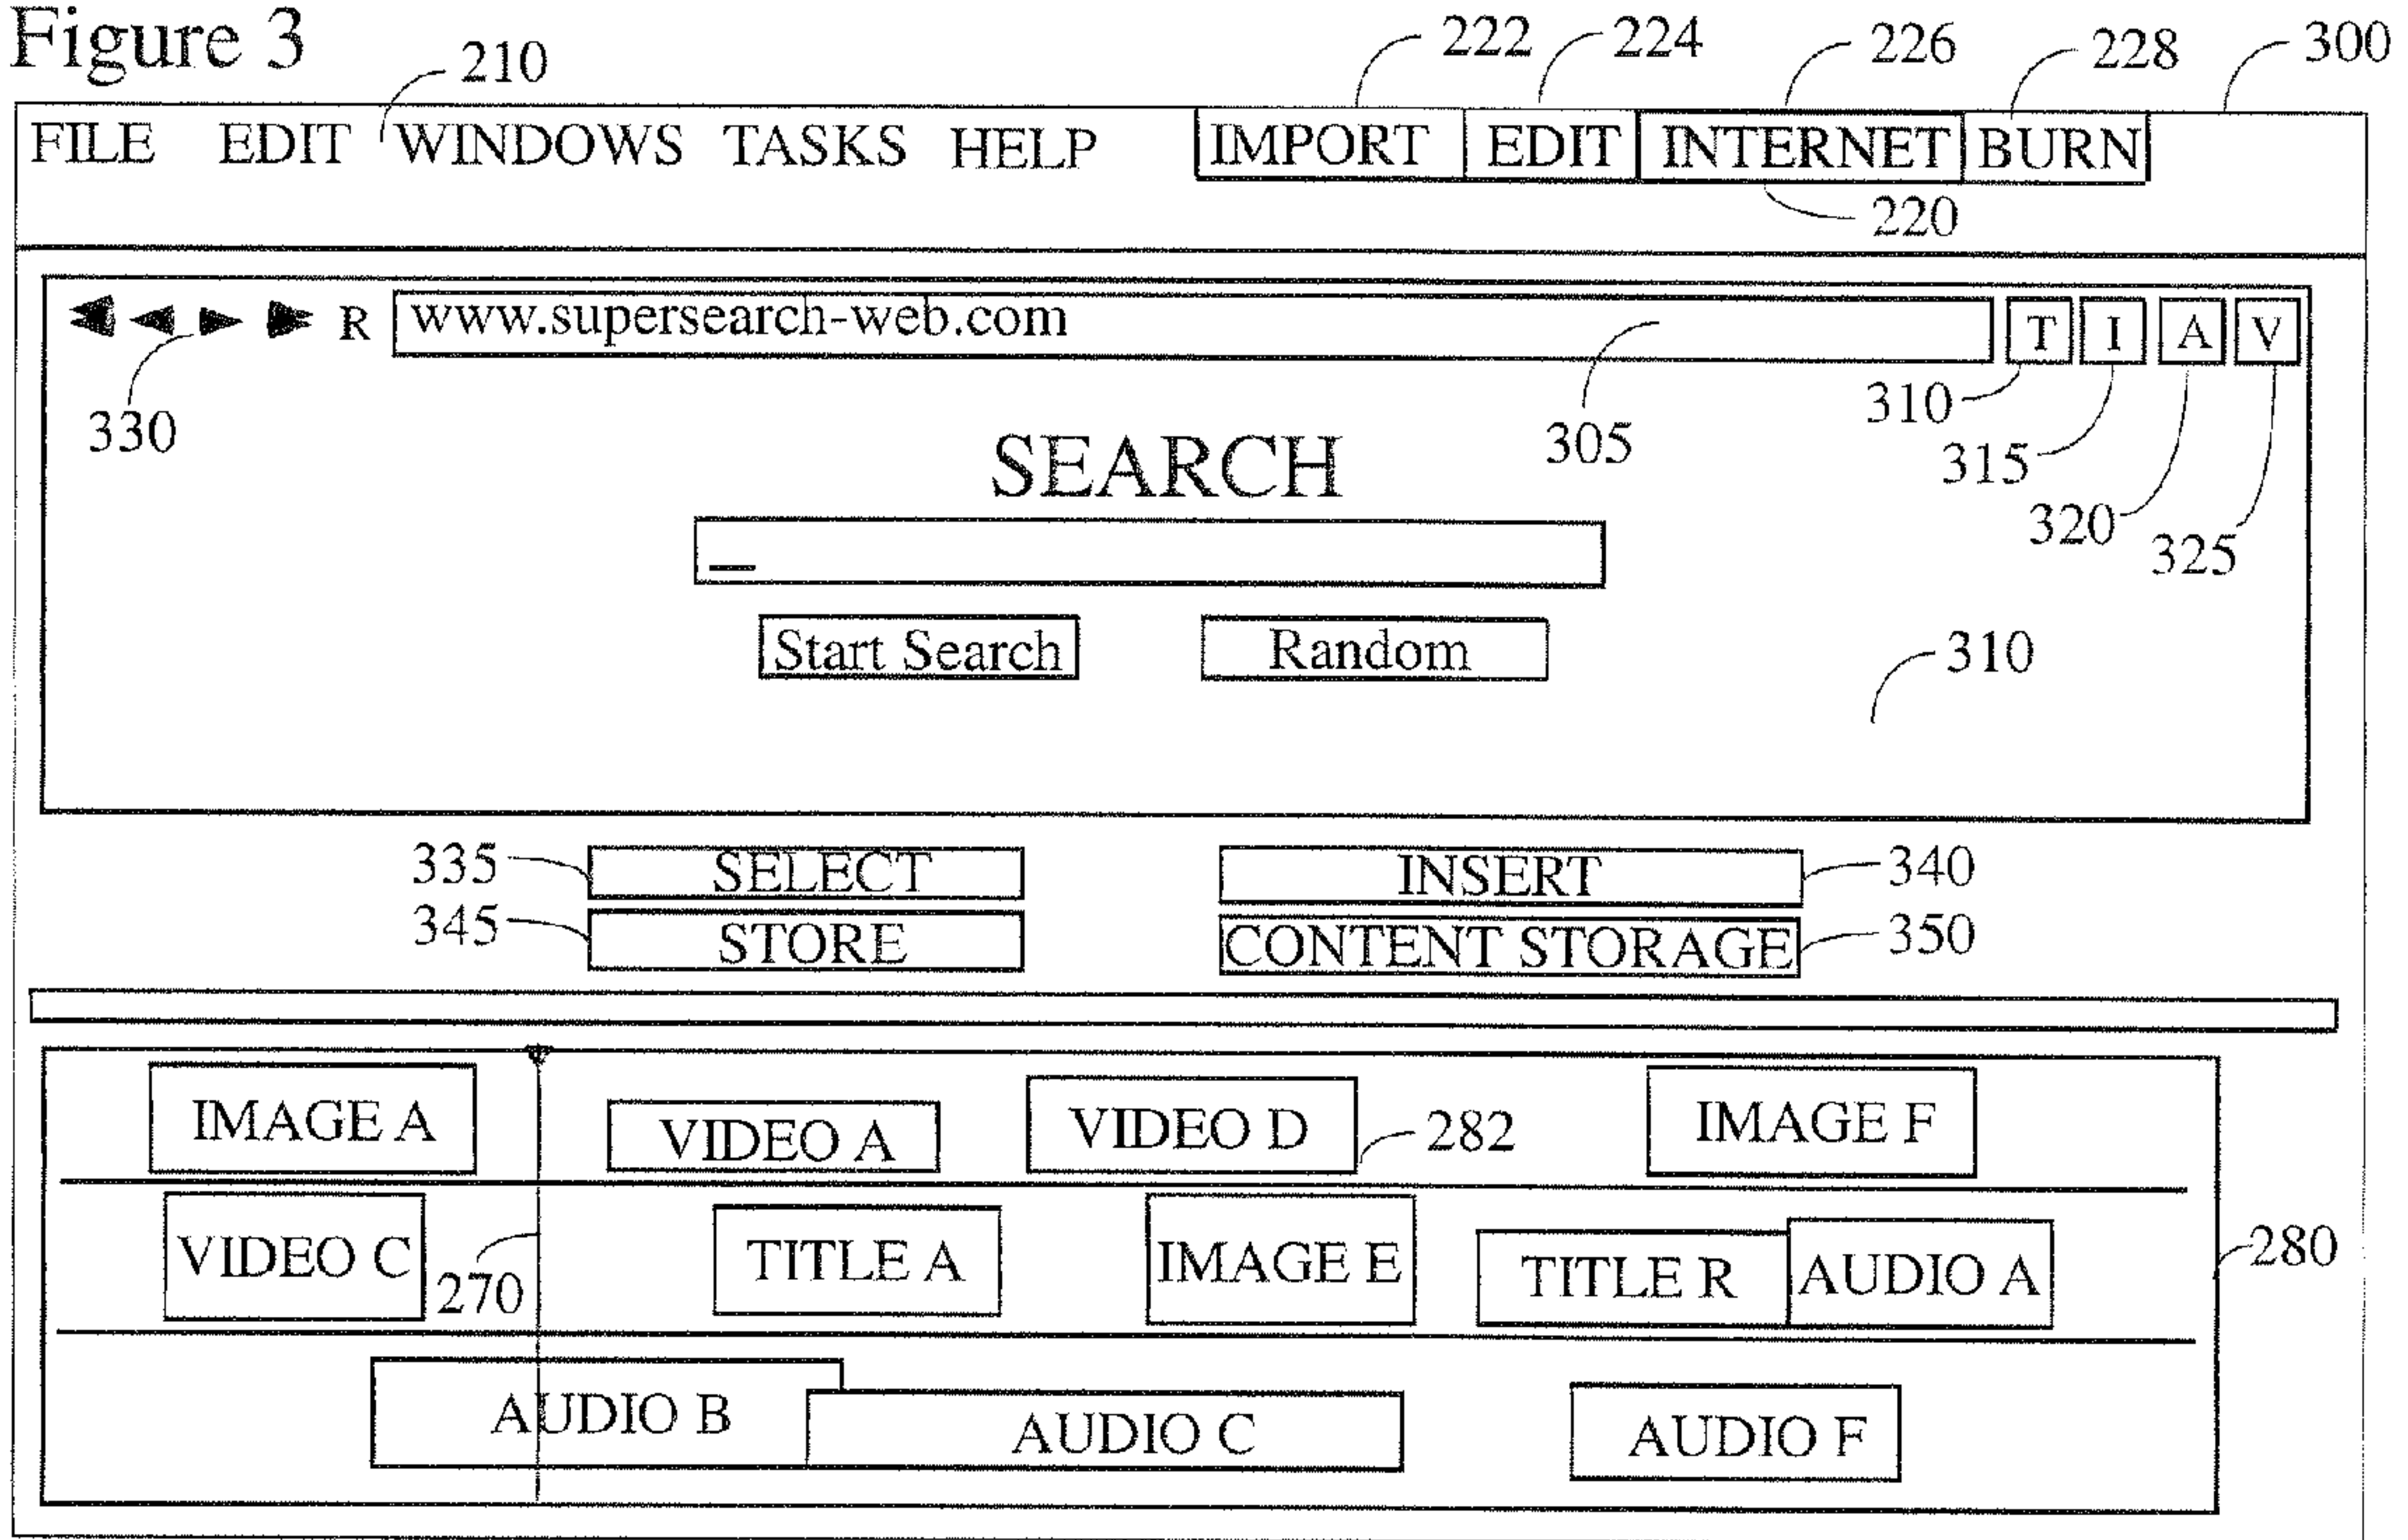 Figure 3
210
222
224
226
228
300
FILE EDIT WINDOWS TASKS HELP IMPORT EDIT INTERNET BURN
220
R www.supersearch-web.com T I A V
330
305
310
315
320
325
SEARCH
Start Search Random
310
335 SELECT INSERT 340
345 STORE CONTENT STORAGE 350
IMAGE A VIDEO A VIDEO D 282 IMAGE F
VIDEO C 270 TITLE A IMAGE E TITLE R AUDIO A 280
AUDIO B AUDIO C AUDIO F